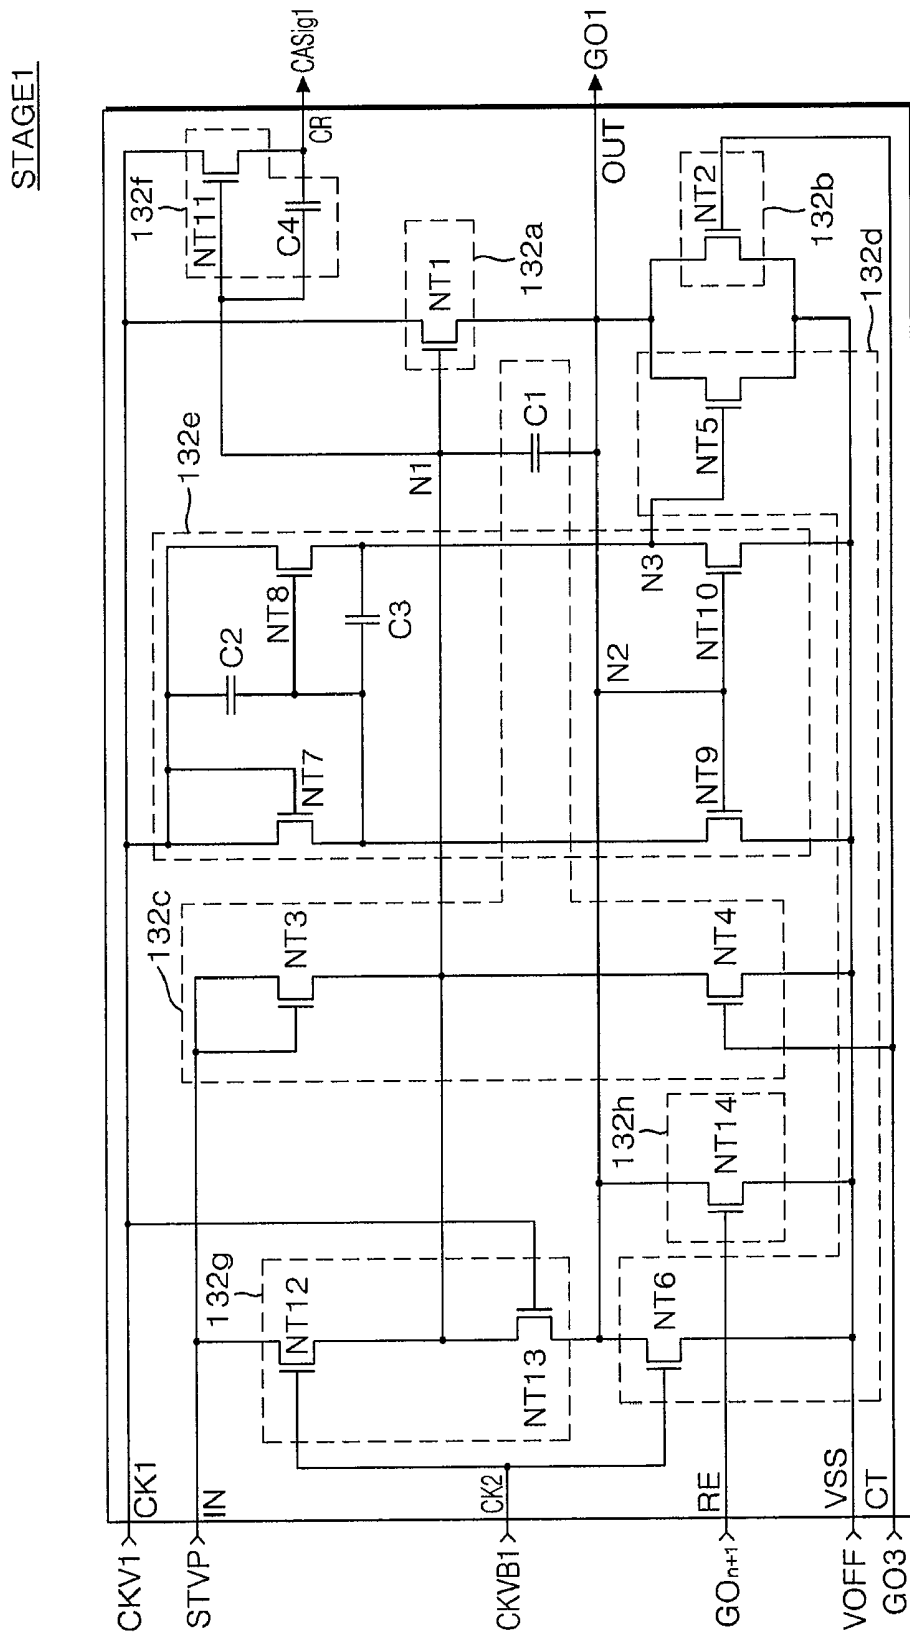 STAGE1
CKV1
CK1
STVP
IN
CKVB1
CK2
GOn+1
RE
VOFF
VSS
GO3
CT
132g
NT12
NT13
NT6
132h
NT14
132c
NT3
NT4
132e
NT7
C2
NT8
C3
NT9
NT10
N2
N3
N1
C1
132f
NT11
C4
CR
CASig1
NT1
132a
OUT
GO1
NT5
NT2
132b
132d